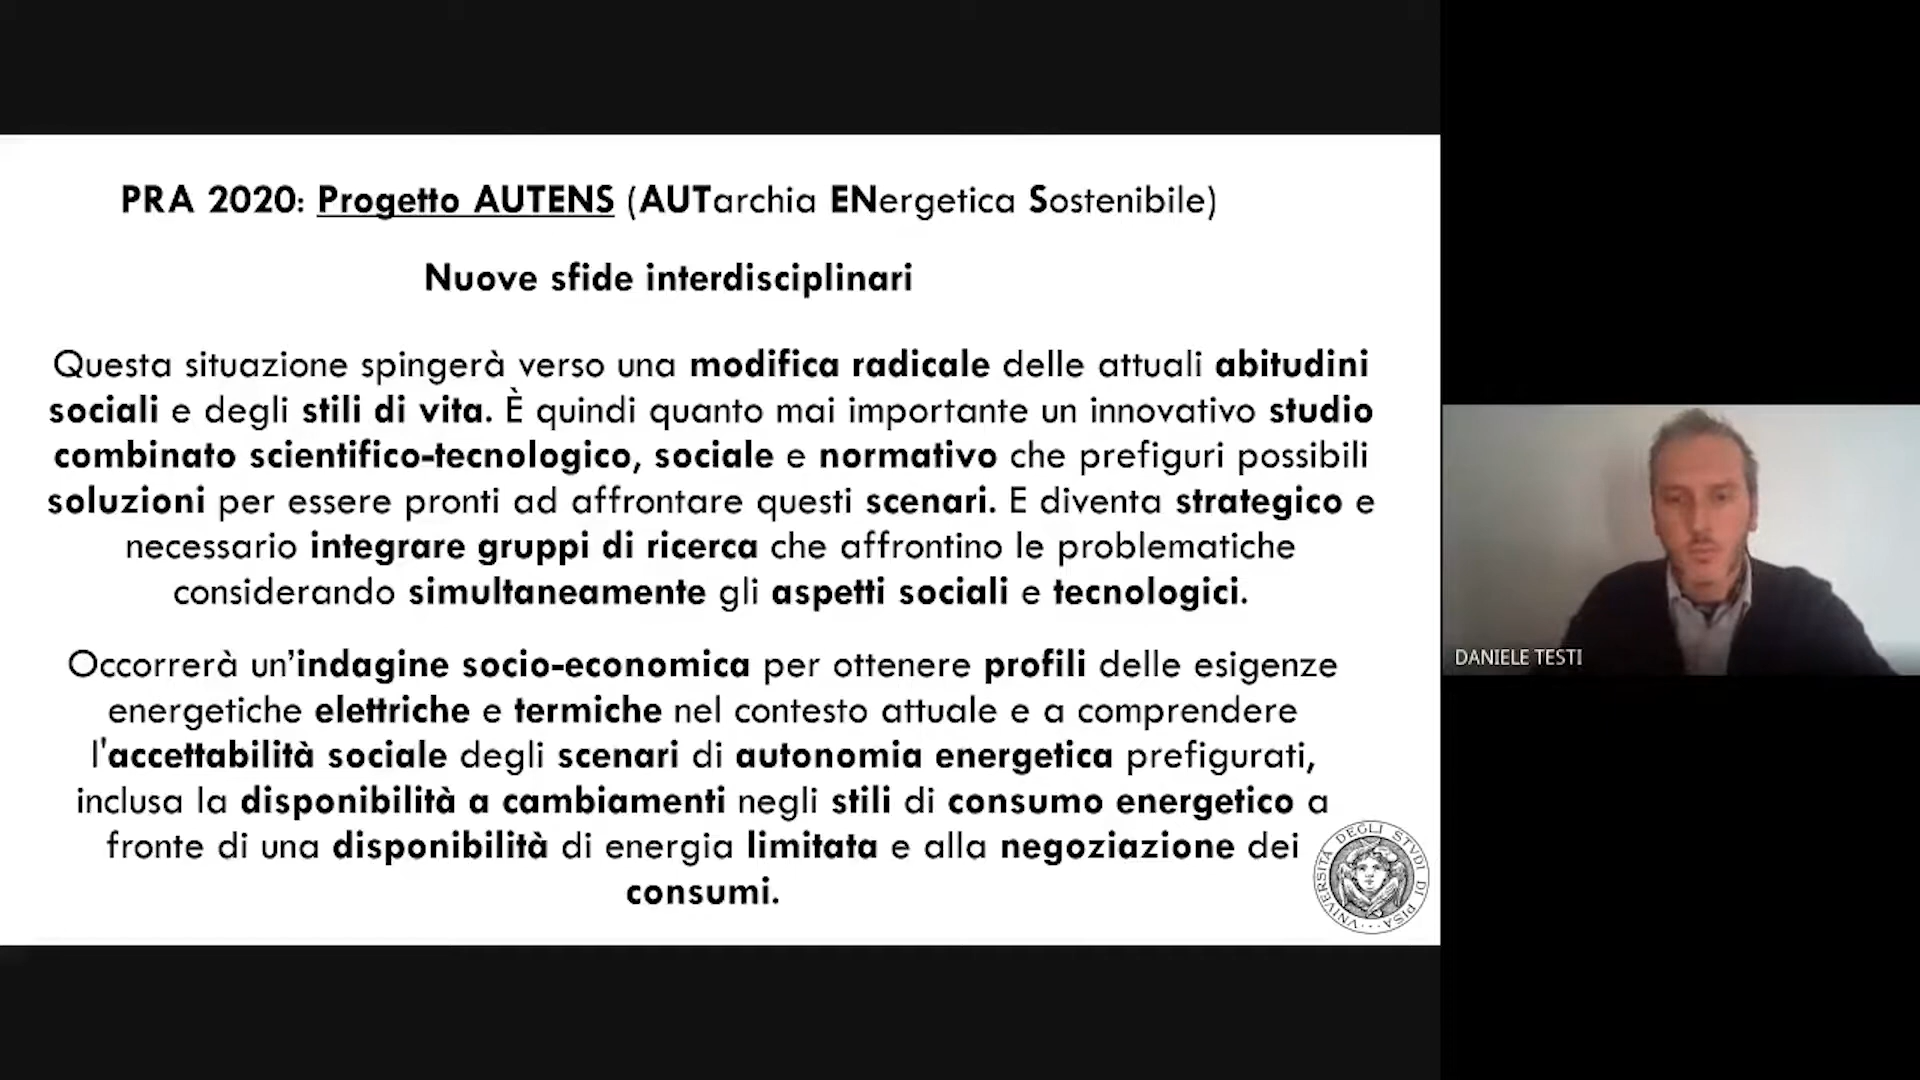 PRA 2020: Progetto AUTENS (AUTarchia ENergetica Sostenibile)
Nuove sfide interdisciplinari
Questa situazione spingerà verso una modifica radicale delle attuali abitudini
sociali e degli stili di vita. È quindi quanto mai importante un innovativo studio
combinato scientifico-tecnologico, sociale e normativo che prefiguri possibili
soluzioni per essere pronti ad affrontare questi scenari. E diventa strategico e
necessario integrare gruppi di ricerca che affrontino le problematiche
considerando simultaneamente gli aspetti sociali e tecnologici.
Occorrerà un’indagine socio-economica per ottenere profili delle esigenze
energetiche elettriche e termiche nel contesto attuale e a comprendere
l'accettabilità sociale degli scenari di autonomia energetica prefigurati,
inclusa la disponibilità a cambiamenti negli stili di consumo energetico a
fronte di una disponibilità di energia limitata e alla negoziazione dei
consumi.
VNIVERSITÀ DEGLI STVDI DI PISA
DANIELE TESTI